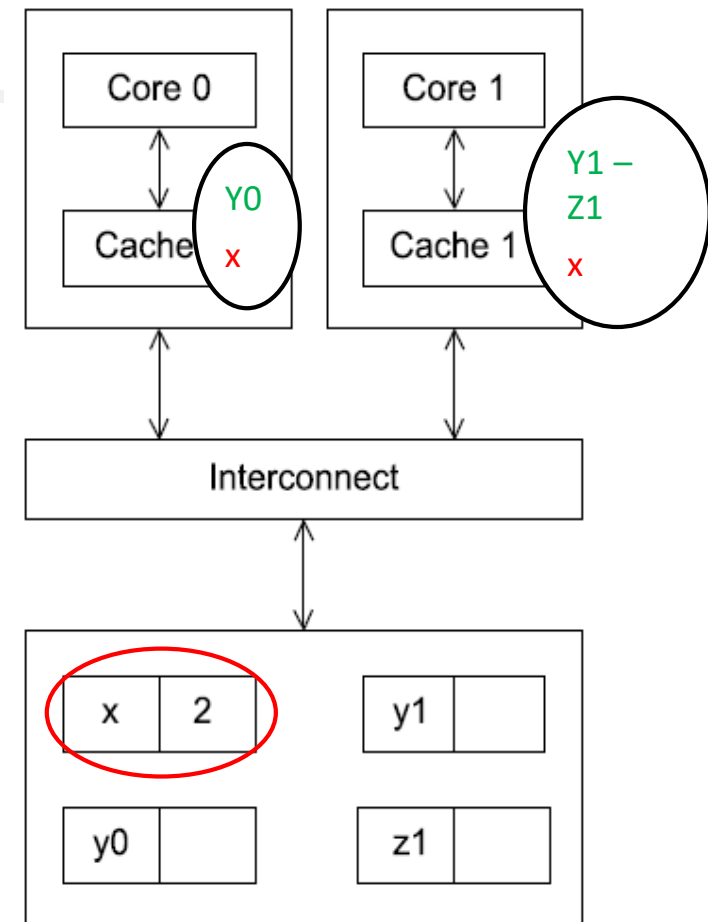 Core 0
Core 1
Y0
x
Y1 –
Z1
x
Cache
Cache 1
Interconnect
x 2
y1
y0
z1